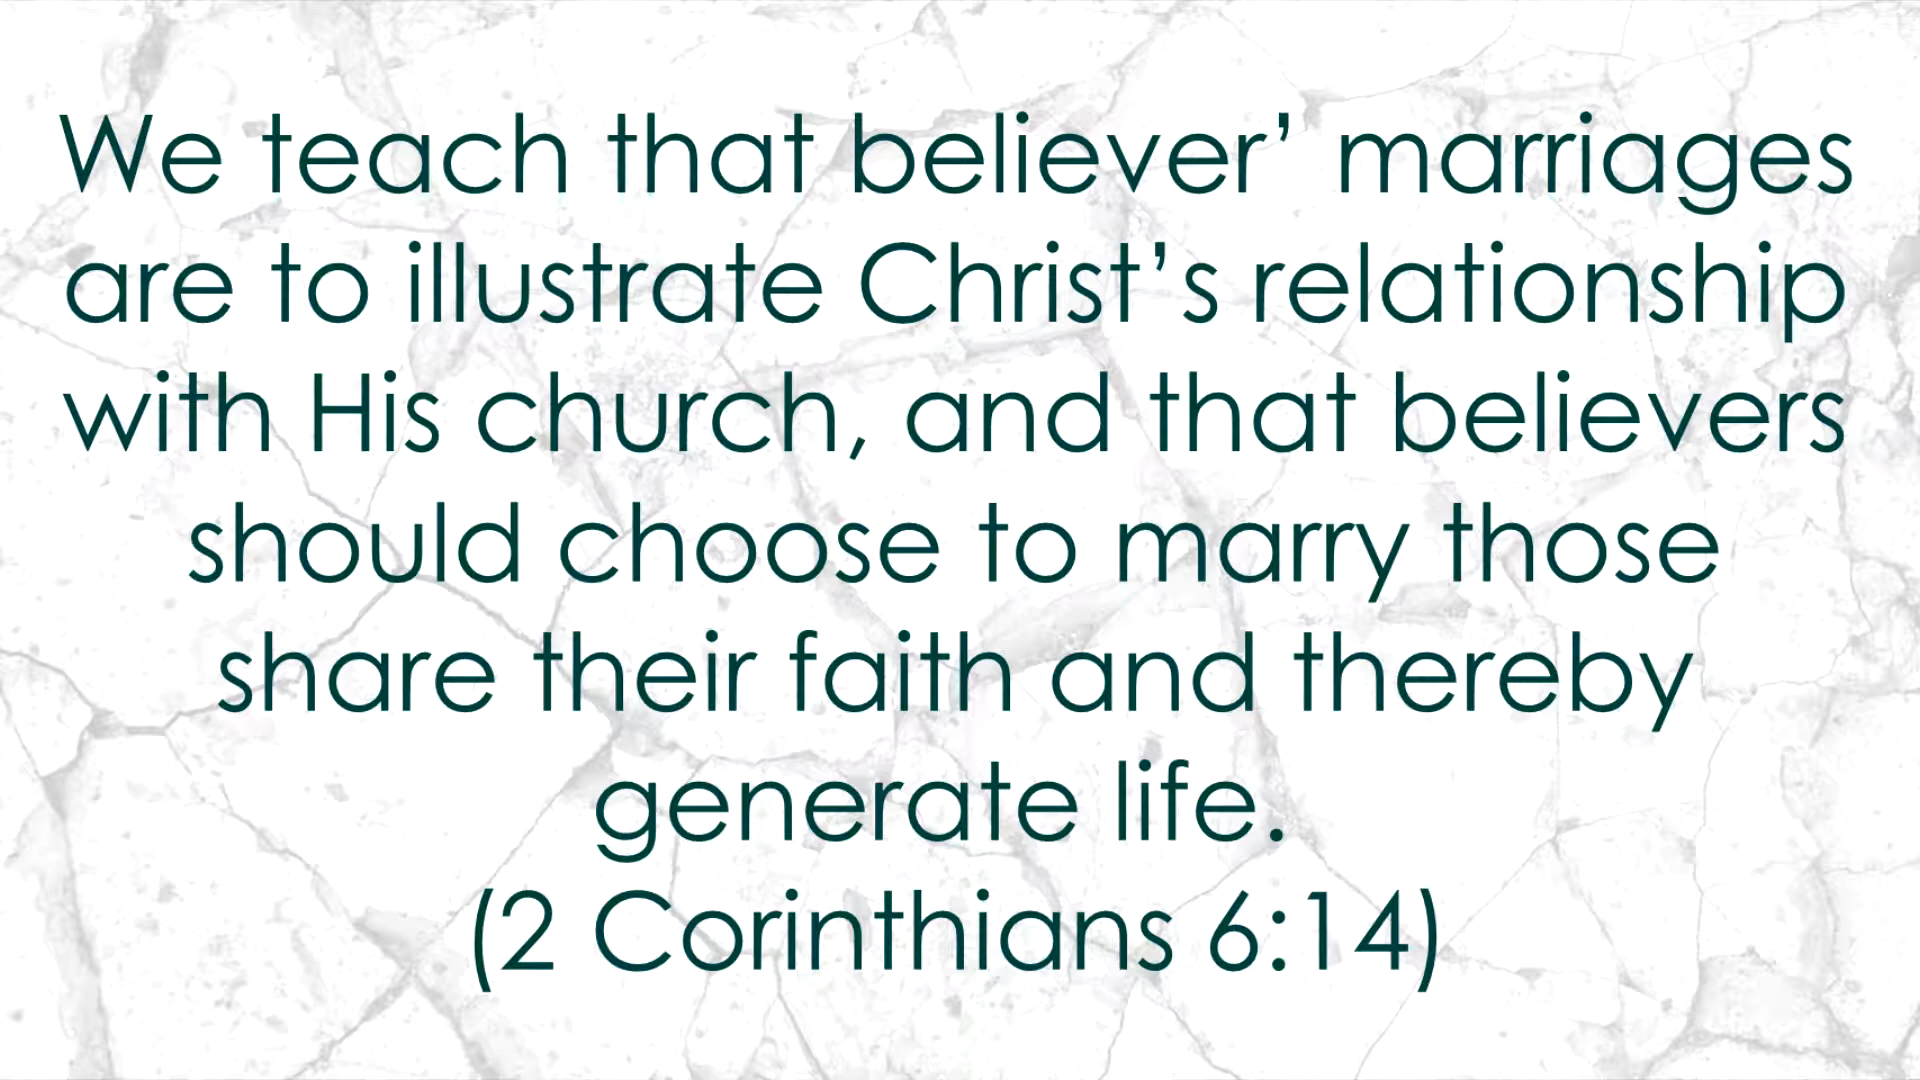 We teach that believer’ marriages
are to illustrate Christ’s relationship
with His church, and that believers
should choose to marry those
share their faith and thereby
generate life.
(2 Corinthians 6:14)